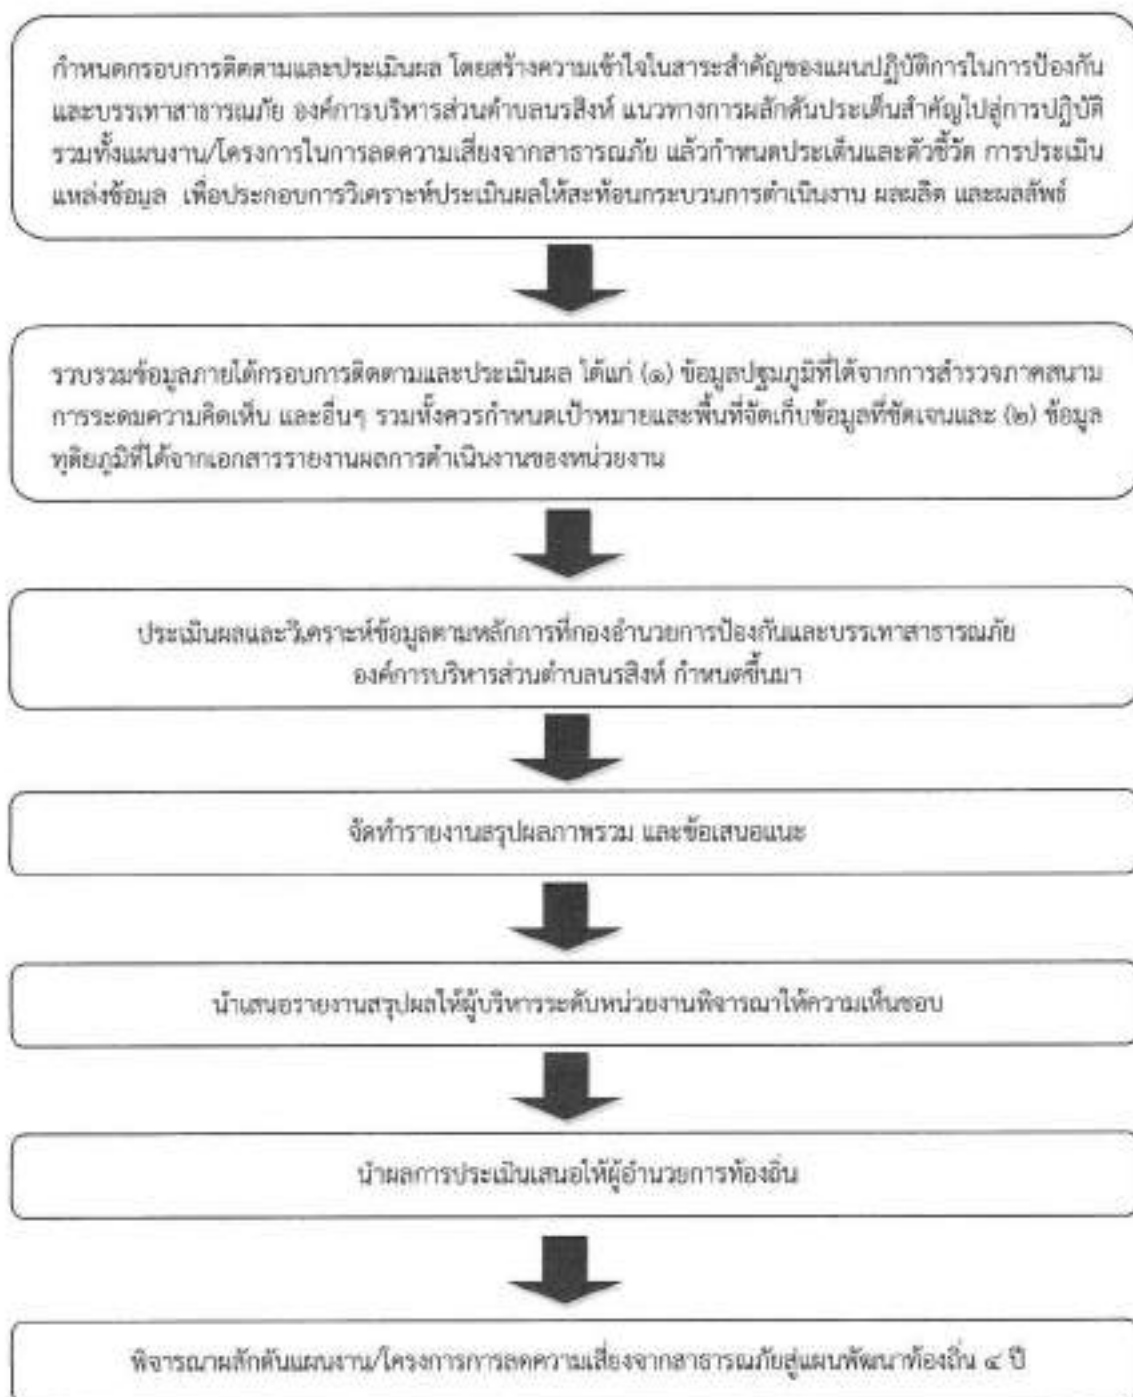 กำหนดกรอบการติดตามและประเมินผล โดยสร้างความเข้าใจในสาระสำคัญของแผนปฏิบัติการในการป้องกัน
และบรรเทาสาธารณภัย องค์การบริหารส่วนตำบลนรสิงห์ แนวทางการผลักดันประเด็นสำคัญไปสู่การปฏิบัติ
รวมทั้งแผนงาน/โครงการในการลดความเสี่ยงจากสาธารณภัย แล้วกำหนดประเด็นและตัวชี้วัด การประเมิน
แหล่งข้อมูล เพื่อประกอบการวิเคราะห์ประเมินผลให้สะท้อนกระบวนการดำเนินงาน ผลผลิต และผลลัพธ์
รวบรวมข้อมูลภายใต้กรอบการติดตามและประเมินผล ได้แก่ (๑) ข้อมูลปฐมภูมิที่ได้จากการสำรวจภาคสนาม
การระดมความคิดเห็น และอื่นๆ รวมทั้งควรกำหนดเป้าหมายและพื้นที่จัดเก็บข้อมูลที่ชัดเจนและ (๒) ข้อมูล
ทุติยภูมิที่ได้จากเอกสารรายงานผลการดำเนินงานของหน่วยงาน
ประเมินผลและวิเคราะห์ข้อมูลตามหลักการที่กองอำนวยการป้องกันและบรรเทาสาธารณภัย
องค์การบริหารส่วนตำบลนรสิงห์ กำหนดขึ้นมา
จัดทำรายงานสรุปผลภาพรวม และข้อเสนอแนะ
นำเสนอรายงานสรุปผลให้ผู้บริหารระดับหน่วยงานพิจารณาให้ความเห็นชอบ
นำผลการประเมินเสนอให้ผู้อำนวยการท้องถิ่น
พิจารณาผลักดันแผนงาน/โครงการการลดความเสี่ยงจากสาธารณภัยสู่แผนพัฒนาท้องถิ่น ๔ ปี